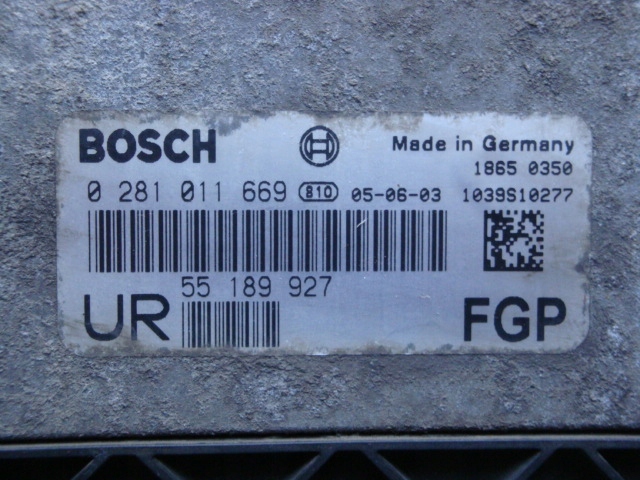 BOSCH Made in Germany
1865 0350
0 281 011 669 810 05-06-03 1039S10277
55 189 927
UR FGP